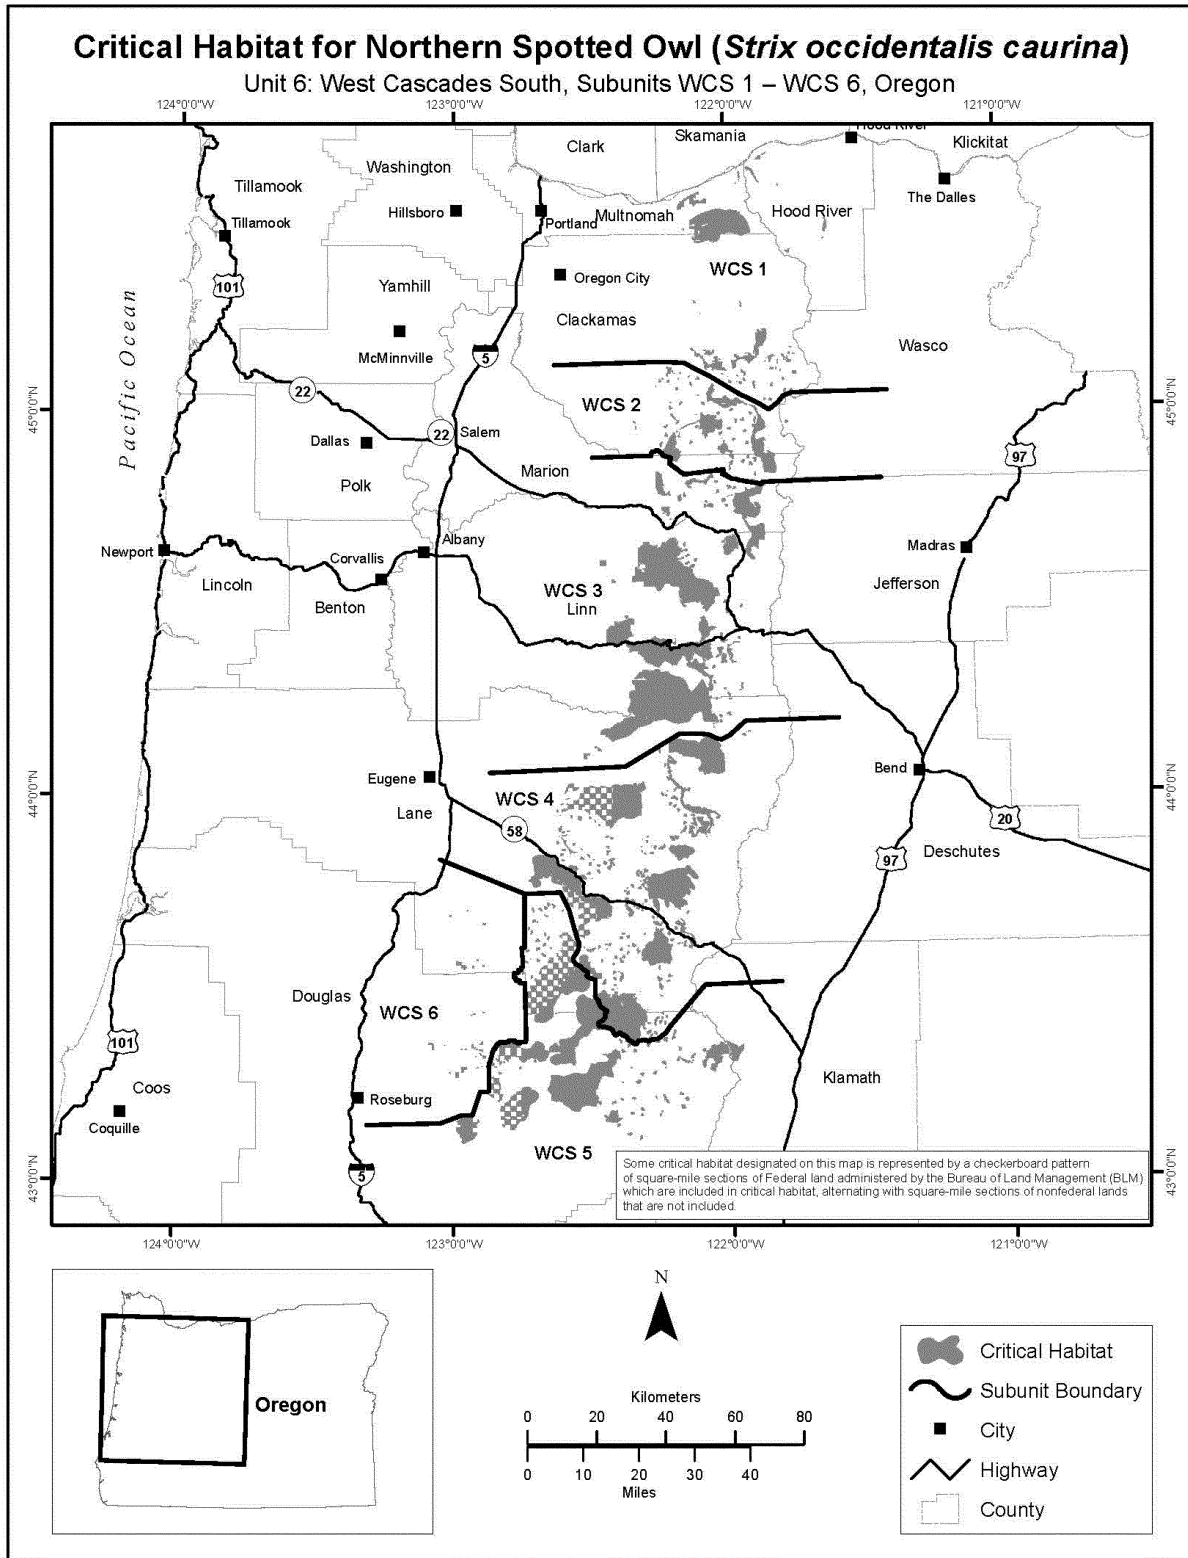 Critical Habitat for Northern Spotted Owl (Strix occidentalis caurina)
Unit 6: West Cascades South, Subunits WCS 1 – WCS 6, Oregon
124°0'0"W
123°0'0"W
122°0'0"W
121°0'0"W
Clark
Skamania
Hood River
Klickitat
Washington
Tillamook
Hillsboro
Portland
Multnomah
Hood River
The Dalles
Tillamook
WCS 1
Oregon City
101
Yamhill
Clackamas
Pacific Ocean
McMinnville
5
Wasco
22
WCS 2
45°0'0"N
45°0'0"N
Dallas
22
Salem
Marion
97
Polk
Newport
Corvallis
Albany
Madras
Lincoln
Benton
WCS 3
Linn
Jefferson
Eugene
Bend
44°0'0"N
44°0'0"N
WCS 4
Lane
58
20
97
Deschutes
Douglas
WCS 6
101
Coos
Klamath
Coquille
Roseburg
WCS 5
5
43°0'0"N
43°0'0"N
Some critical habitat designated on this map is represented by a checkerboard pattern
of square-mile sections of Federal land administered by the Bureau of Land Management (BLM)
which are included in critical habitat, alternating with square-mile sections of nonfederal lands
that are not included.
124°0'0"W
123°0'0"W
122°0'0"W
121°0'0"W
Oregon
N
Kilometers
0 20 40 60 80
0 10 20 30 40
Miles
Critical Habitat
Subunit Boundary
City
Highway
County